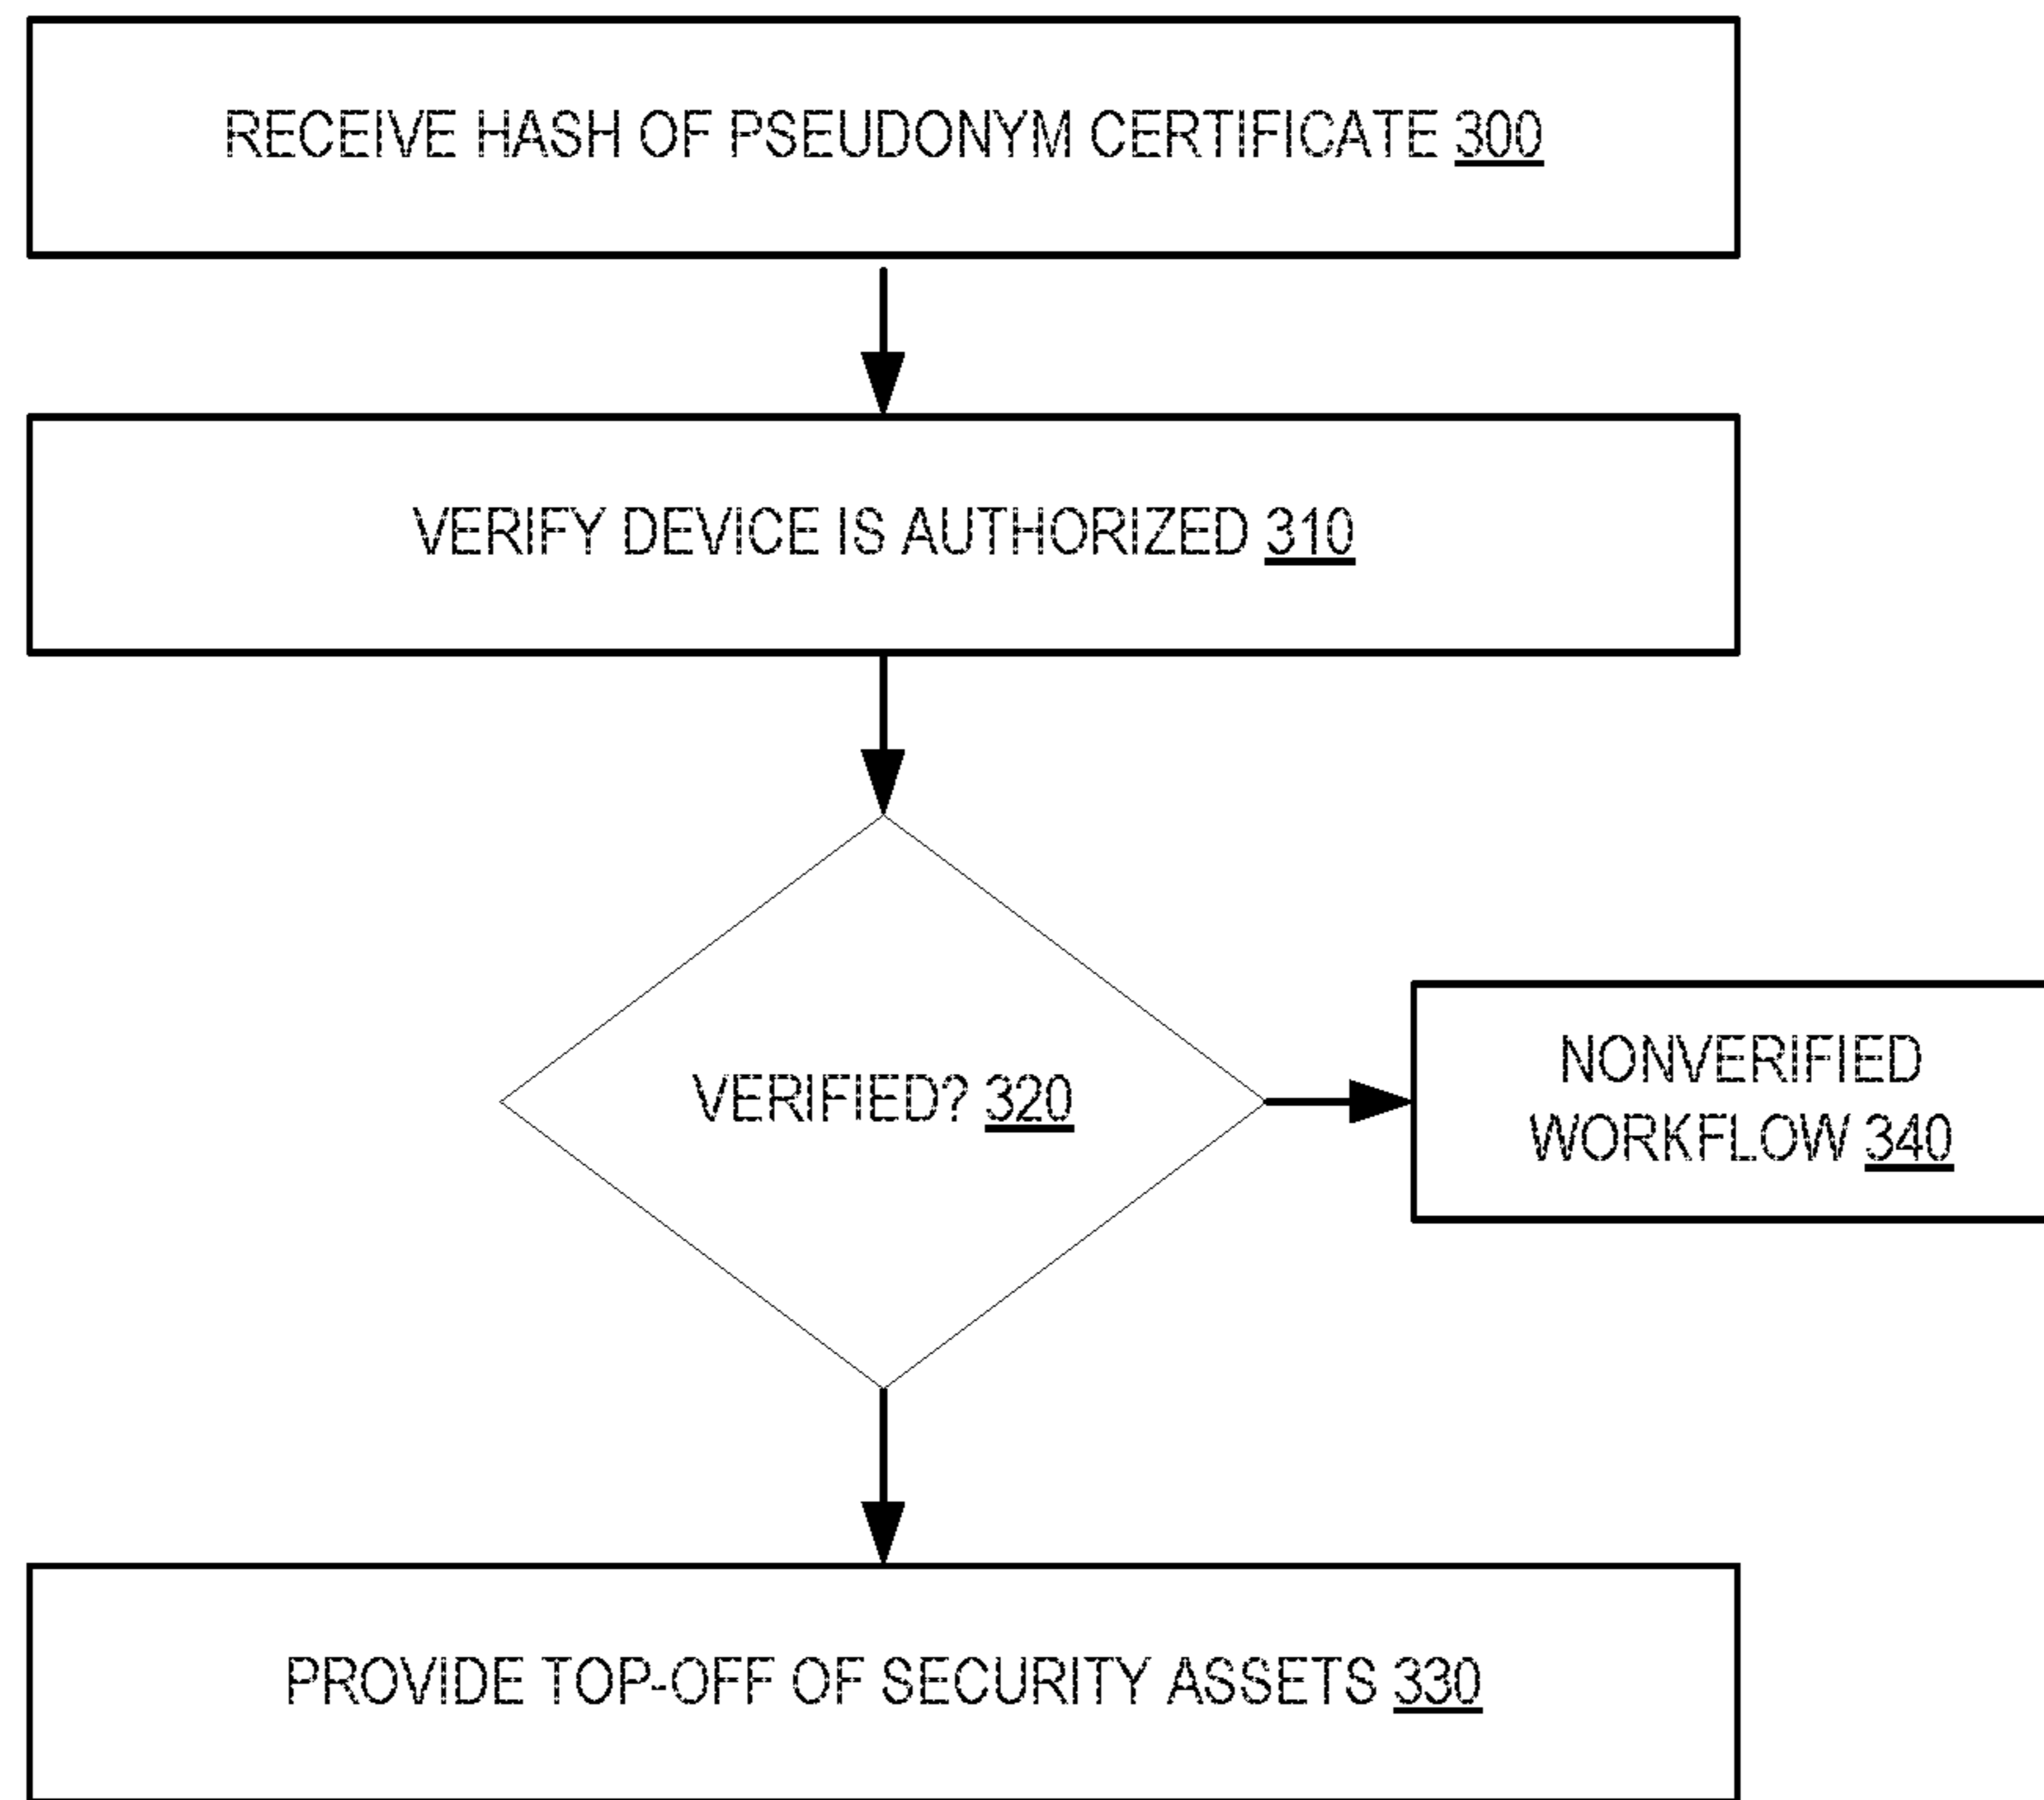 RECEIVE HASH OF PSEUDONYM CERTIFICATE 300
VERIFY DEVICE IS AUTHORIZED 310
VERIFIED? 320
NONVERIFIED
WORKFLOW 340
PROVIDE TOP-OFF OF SECURITY ASSETS 330